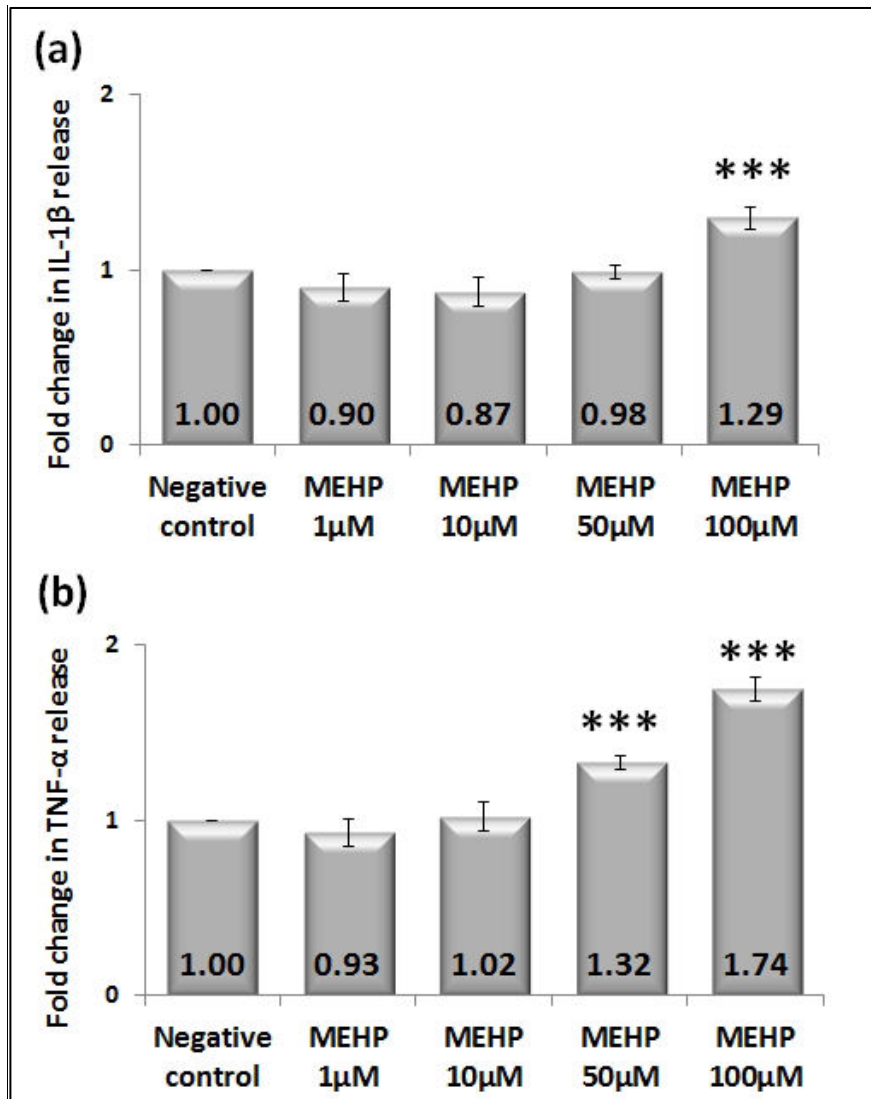 (a)
Fold change in IL-1β release
2
1
0
***
1.00 0.90 0.87 0.98 1.29
Negative control
MEHP 1μM
MEHP 10μM
MEHP 50μM
MEHP 100μM
(b)
Fold change in TNF-α release
2
1
0
***
***
1.00 0.93 1.02 1.32 1.74
Negative control
MEHP 1μM
MEHP 10μM
MEHP 50μM
MEHP 100μM